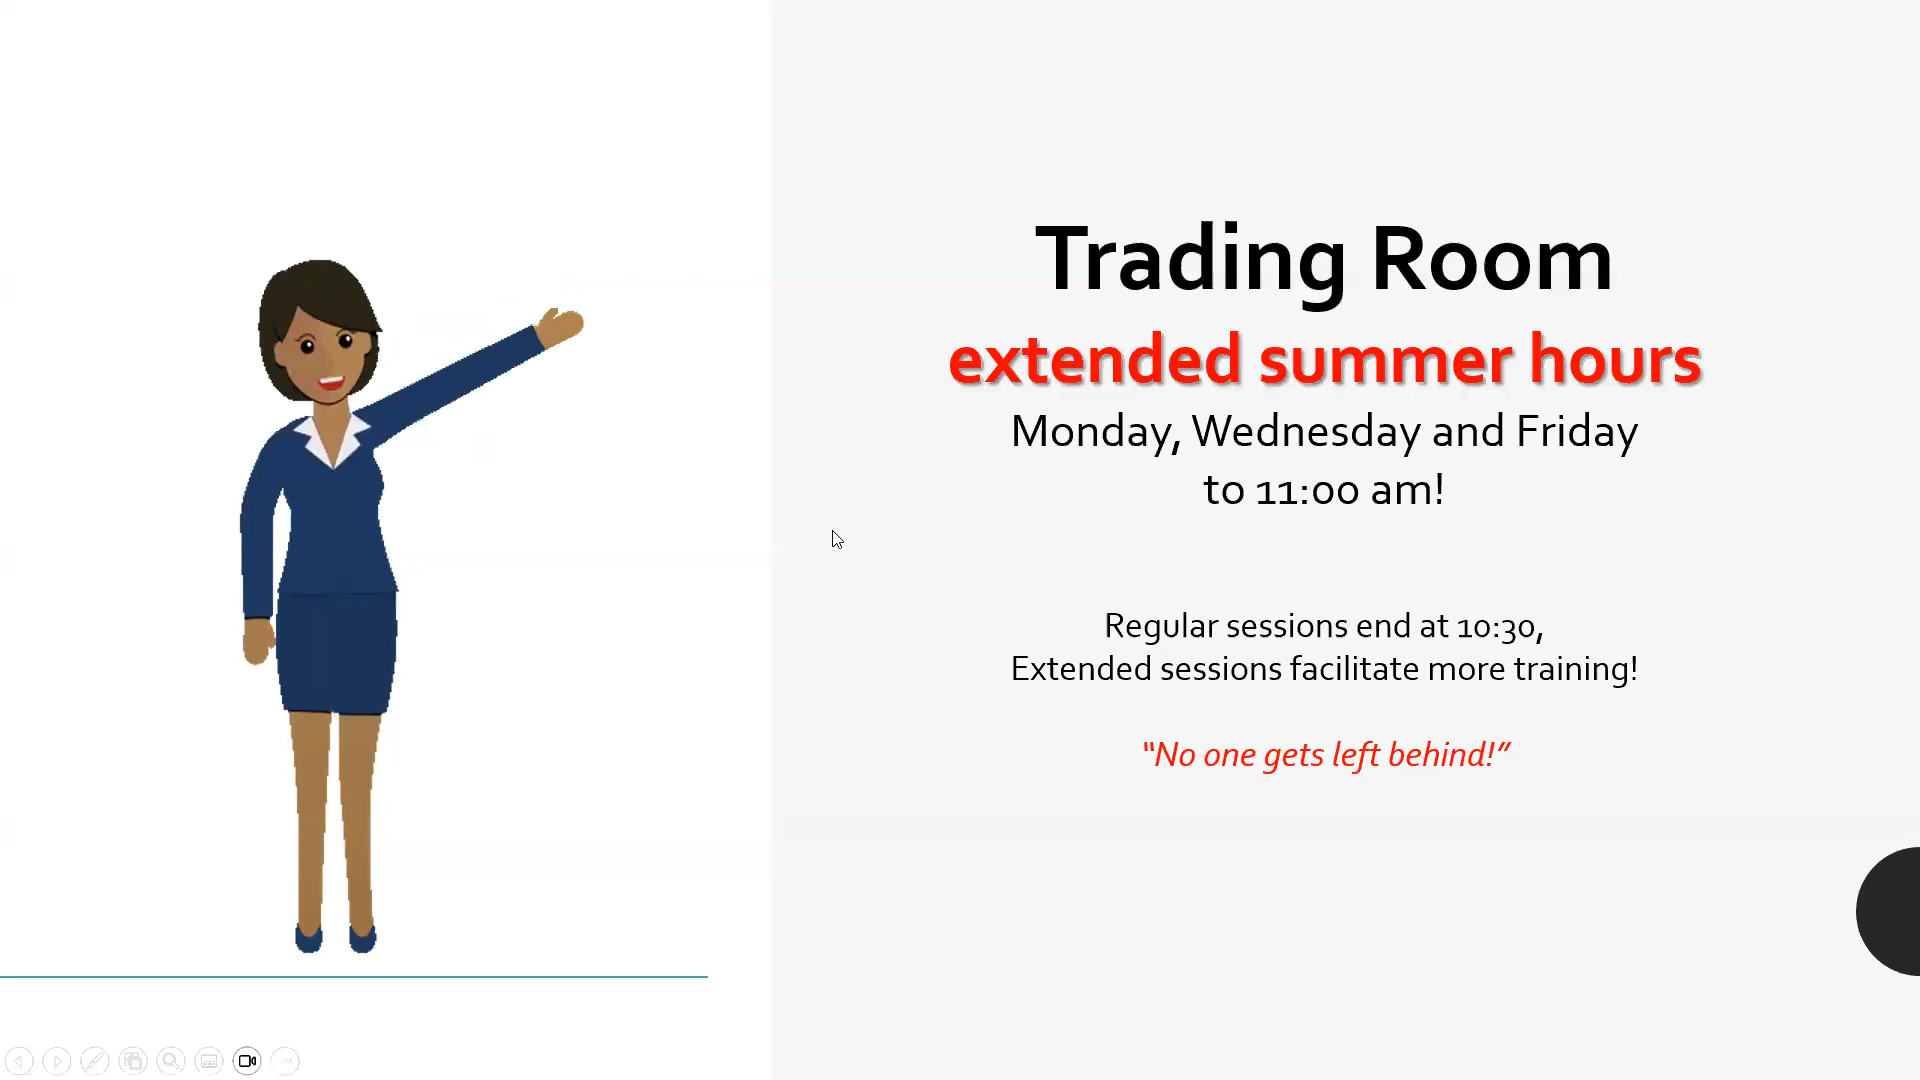 Trading Room
extended summer hours
Monday, Wednesday and Friday
to 11:00 am!
Regular sessions end at 10:30,
Extended sessions facilitate more training!
“No one gets left behind!”